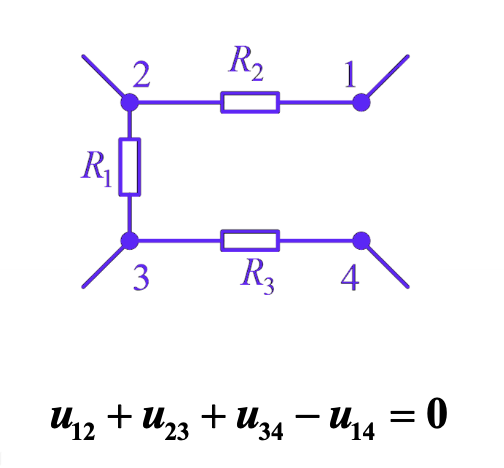 2 R₂ 1
R₁
3 R₃ 4
u₁₂ + u₂₃ + u₃₄ − u₁₄ = 0